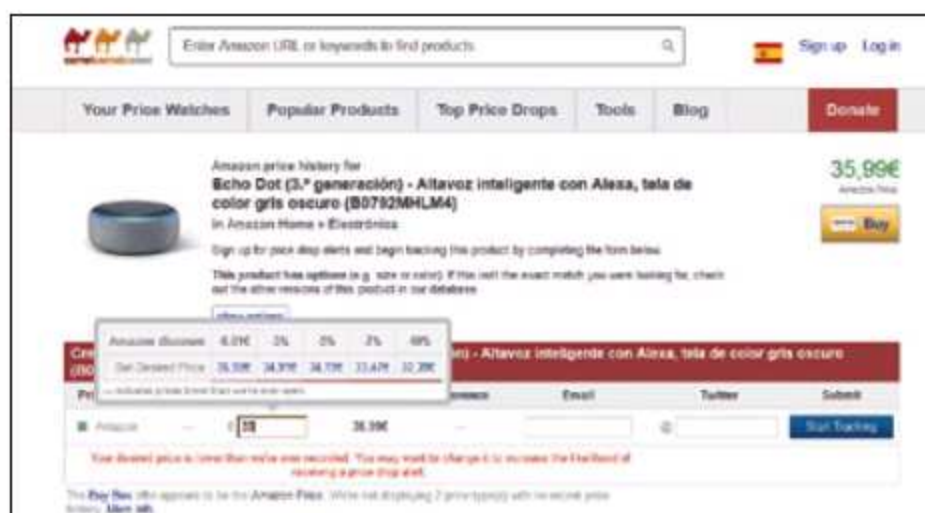 Enter Amazon URL or keywords to find products
Sign up Log in
Your Price Watches Popular Products Top Price Drops Tools Blog Donate
Amazon price history for
35,99€
Echo Dot (3.ª generación) - Altavoz inteligente con Alexa, tela de
color gris oscuro (B0792MHLM4)
Amazon Price
in Amazon Home » Electrónica
Buy
Sign up for price drop alerts and begin tracking this product by completing the form below.
This product has options (e.g. size or color). If this isn't the exact match you were looking for, check
out the other versions of this product in our database
Amazon discount
- Altavoz inteligente con Alexa, tela de color gris oscuro
Set Desired Price
Email Twitter Submit
Amazon
Start Tracking
Your desired price is lower than we've ever recorded. You may want to change it to increase the likelihood of
receiving a price drop alert.
The Buy Box offer appears to be the Amazon Price. We're not displaying 2 price type(s) with no recent price
history. More info.